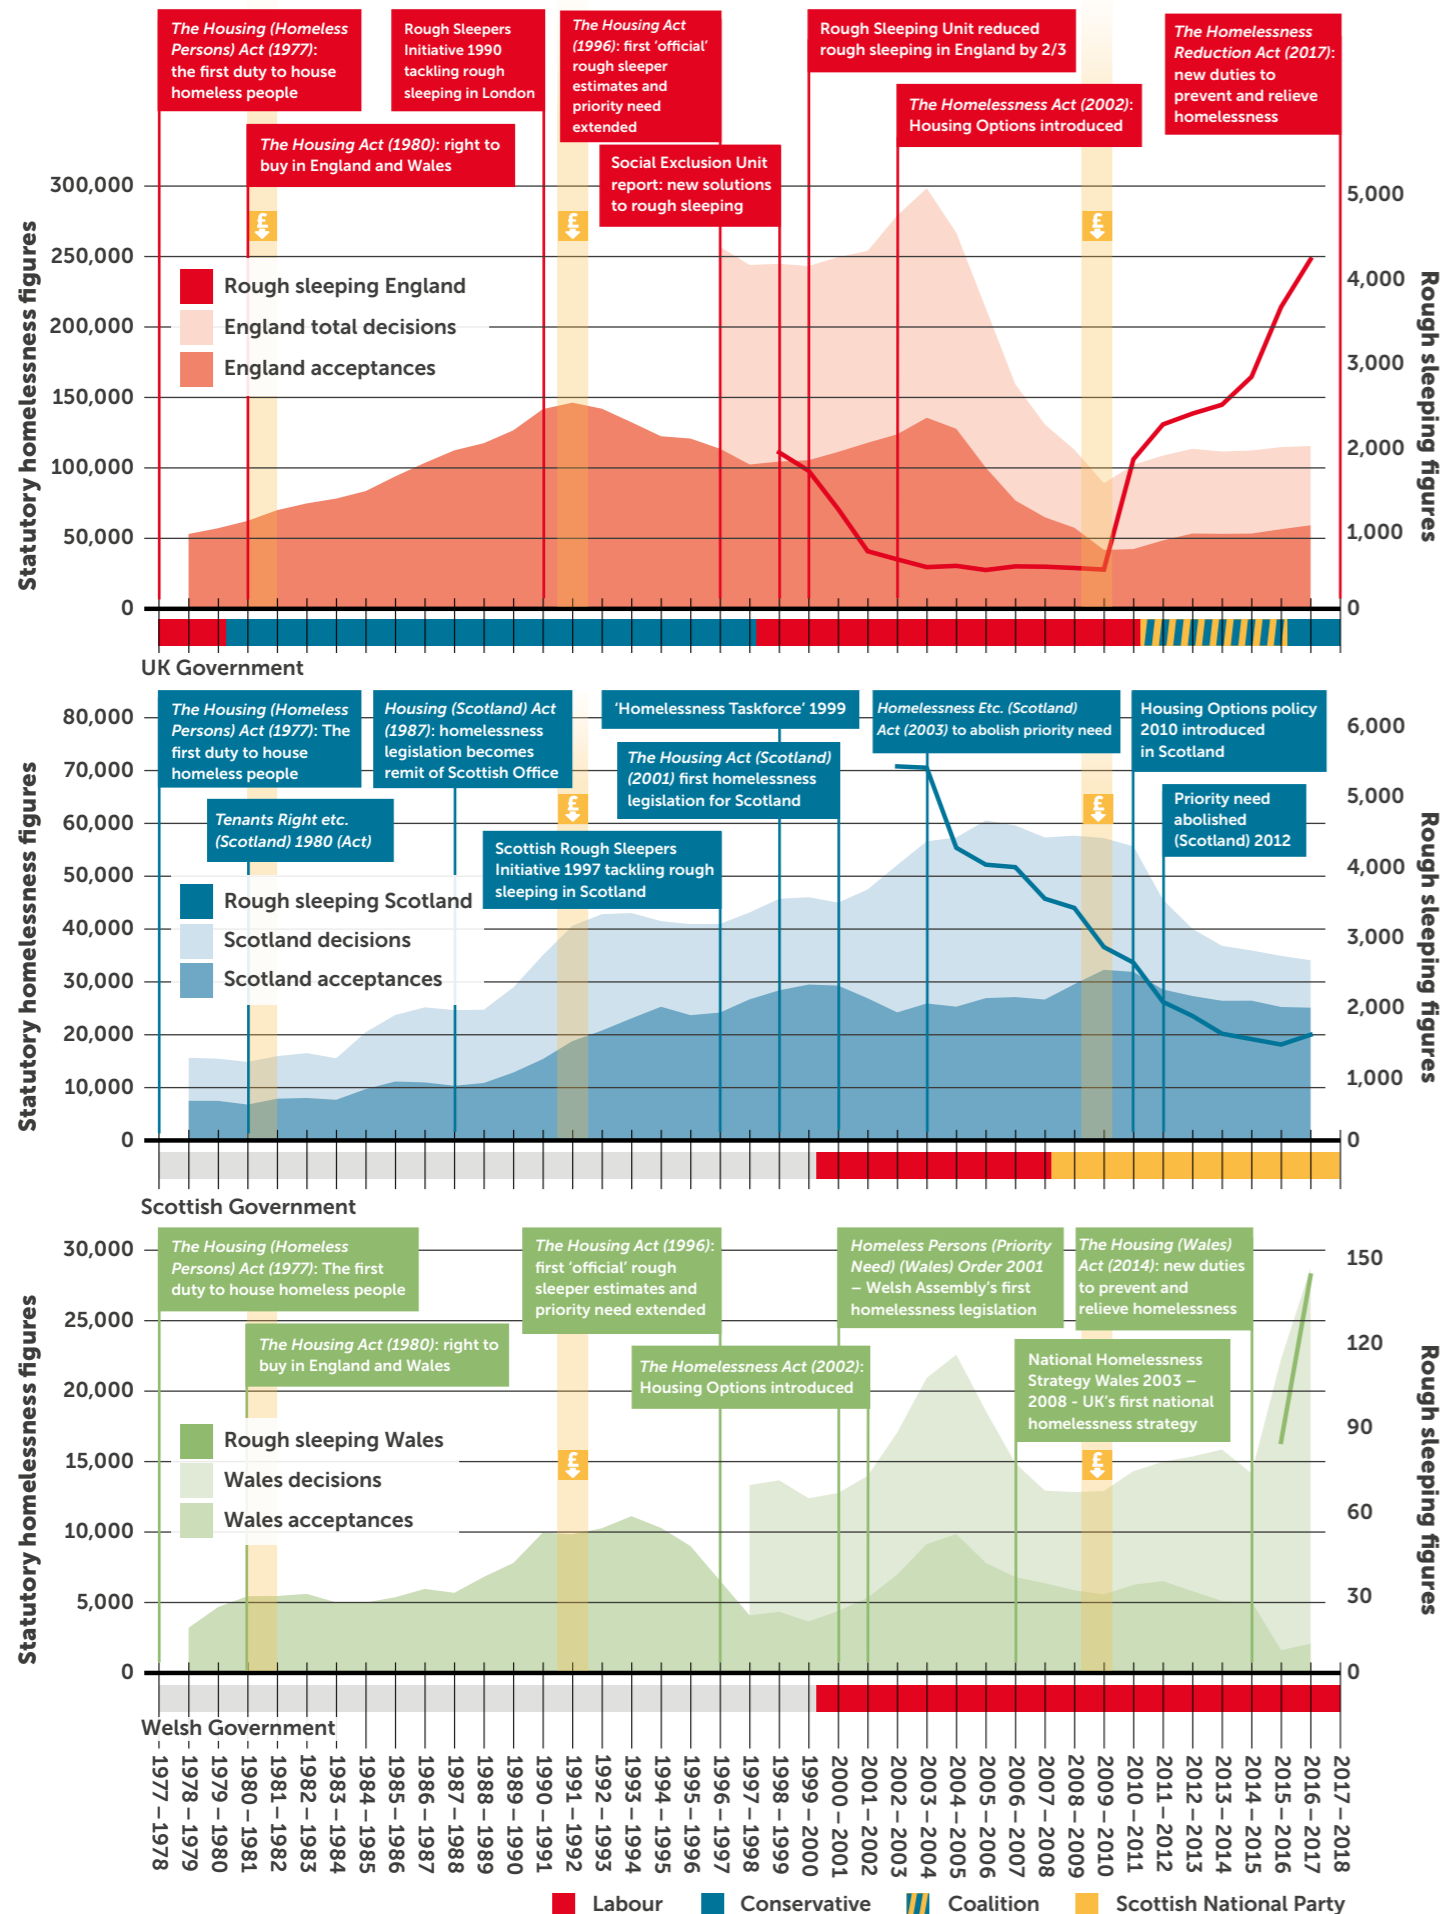 The Housing (Homeless
Persons) Act (1977):
the first duty to house
homeless people
Rough Sleepers
Initiative 1990
tackling rough
sleeping in London
The Housing Act
(1996): first ‘official’
rough sleeper
estimates and
priority need
extended
Rough Sleeping Unit reduced
rough sleeping in England by 2/3
The Homelessness
Reduction Act (2017):
new duties to
prevent and relieve
homelessness
The Housing Act (1980): right to
buy in England and Wales
Social Exclusion Unit
report: new solutions
to rough sleeping
The Homelessness Act (2002):
Housing Options introduced
Statutory homelessness figures
300,000
250,000
200,000
150,000
100,000
50,000
0
£
£
£
Rough sleeping England
England total decisions
England acceptances
5,000
4,000
3,000
2,000
1,000
0
Rough sleeping figures
UK Government
The Housing (Homeless
Persons) Act (1977): The
first duty to house
homeless people
Housing (Scotland) Act
(1987): homelessness
legislation becomes
remit of Scottish Office
‘Homelessness Taskforce’ 1999
Homelessness Etc. (Scotland)
Act (2003) to abolish priority need
Housing Options policy
2010 introduced
in Scotland
The Housing Act (Scotland)
(2001) first homelessness
legislation for Scotland
Tenants Right etc.
(Scotland) 1980 (Act)
Scottish Rough Sleepers
Initiative 1997 tackling rough
sleeping in Scotland
Priority need
abolished
(Scotland) 2012
Statutory homelessness figures
80,000
70,000
60,000
50,000
40,000
30,000
20,000
10,000
0
£
£
Rough sleeping Scotland
Scotland decisions
Scotland acceptances
6,000
5,000
4,000
3,000
2,000
1,000
0
Rough sleeping figures
Scottish Government
The Housing (Homeless
Persons) Act (1977): The first
duty to house homeless people
The Housing Act (1996):
first ‘official’ rough
sleeper estimates and
priority need extended
Homeless Persons (Priority
Need) (Wales) Order 2001
– Welsh Assembly’s first
homelessness legislation
The Housing (Wales)
Act (2014): new duties
to prevent and
relieve homelessness
The Housing Act (1980): right to
buy in England and Wales
The Homelessness Act (2002):
Housing Options introduced
National Homelessness
Strategy Wales 2003 –
2008 - UK’s first national
homelessness strategy
Statutory homelessness figures
30,000
25,000
20,000
15,000
10,000
5,000
0
£
£
Rough sleeping Wales
Wales decisions
Wales acceptances
150
120
90
60
30
0
Rough sleeping figures
Welsh Government
1977–1978
1978–1979
1979–1980
1980–1981
1981–1982
1982–1983
1983–1984
1984–1985
1985–1986
1986–1987
1987–1988
1988–1989
1989–1990
1990–1991
1991–1992
1992–1993
1993–1994
1994–1995
1995–1996
1996–1997
1997–1998
1998–1999
1999–2000
2000–2001
2001–2002
2002–2003
2003–2004
2004–2005
2005–2006
2006–2007
2007–2008
2008–2009
2009–2010
2010–2011
2011–2012
2012–2013
2013–2014
2014–2015
2015–2016
2016–2017
2017–2018
Labour
Conservative
Coalition
Scottish National Party